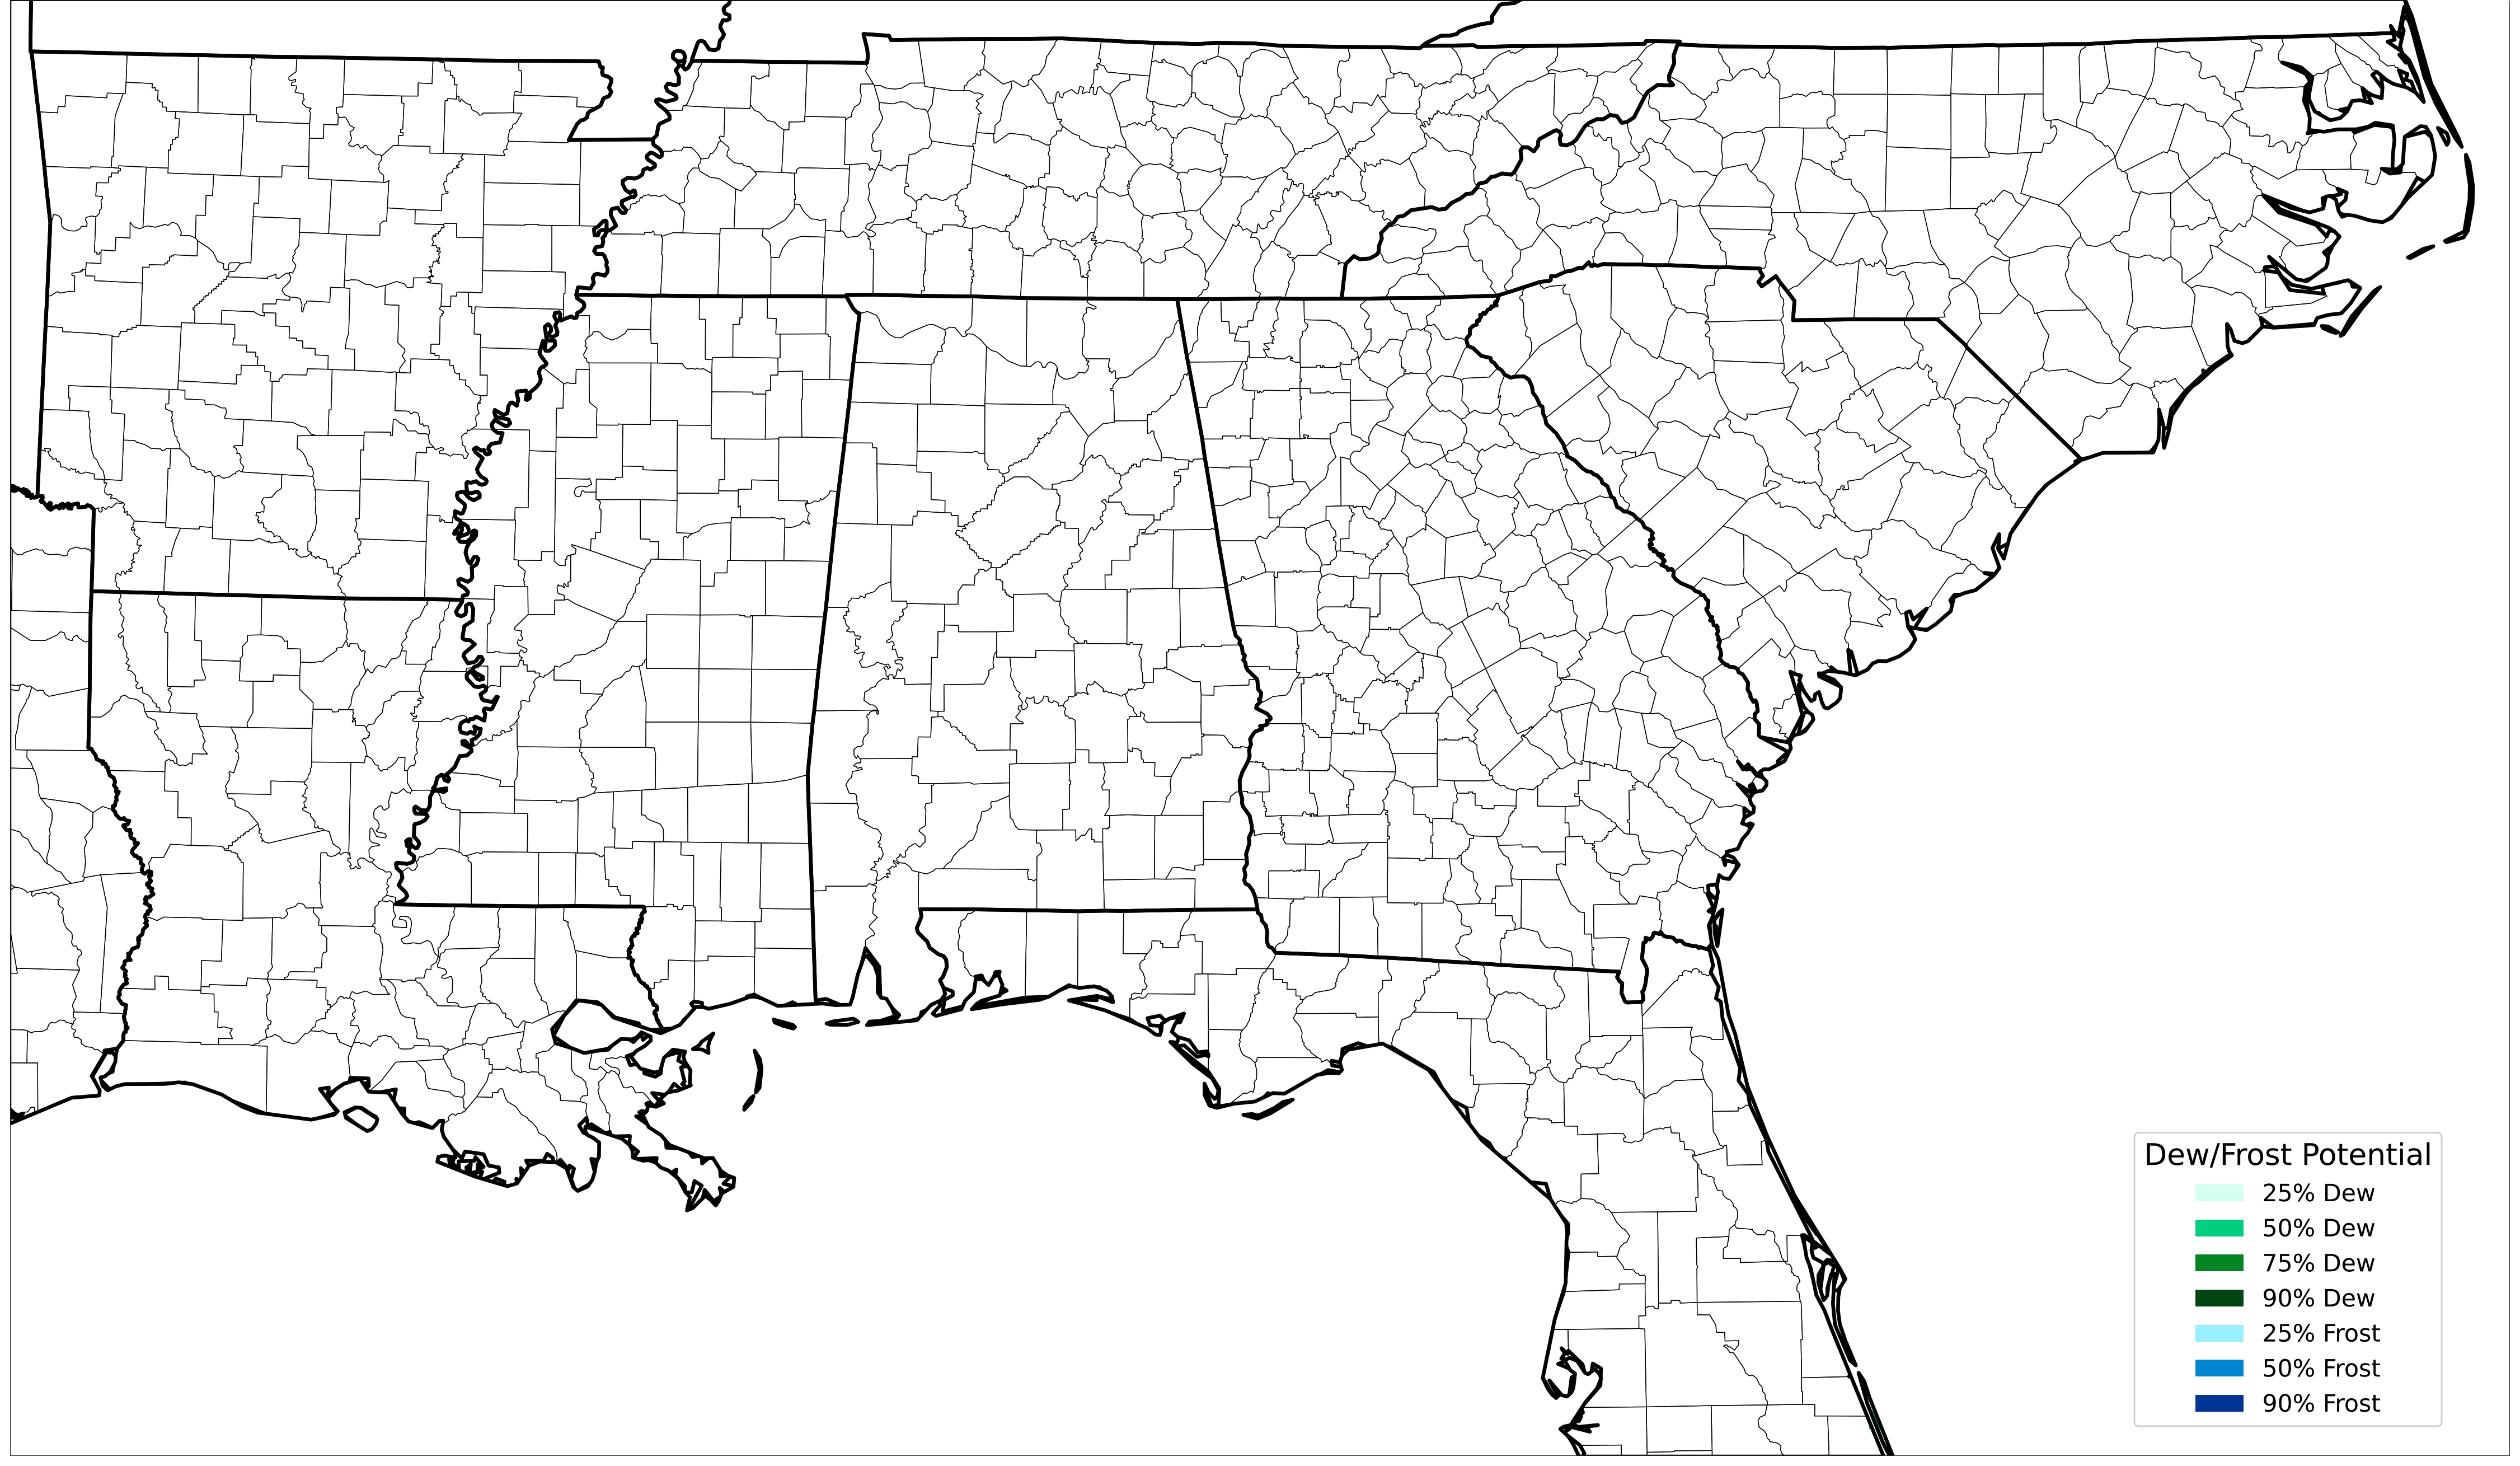 Dew/Frost Potential
25% Dew
50% Dew
75% Dew
90% Dew
25% Frost
50% Frost
90% Frost